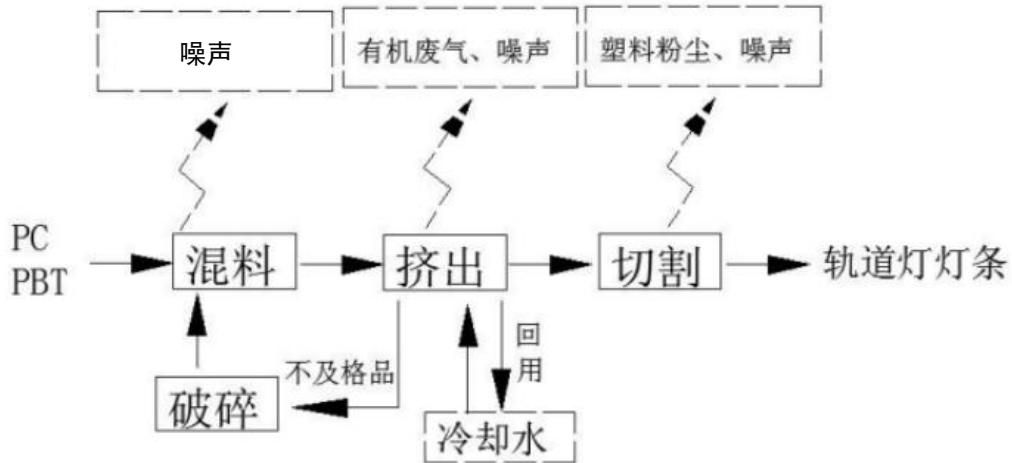 噪声
有机废气、噪声
塑料粉尘、噪声
PC
PBT
混料
挤出
切割
轨道灯灯条
不及格品
回
用
破碎
冷却水